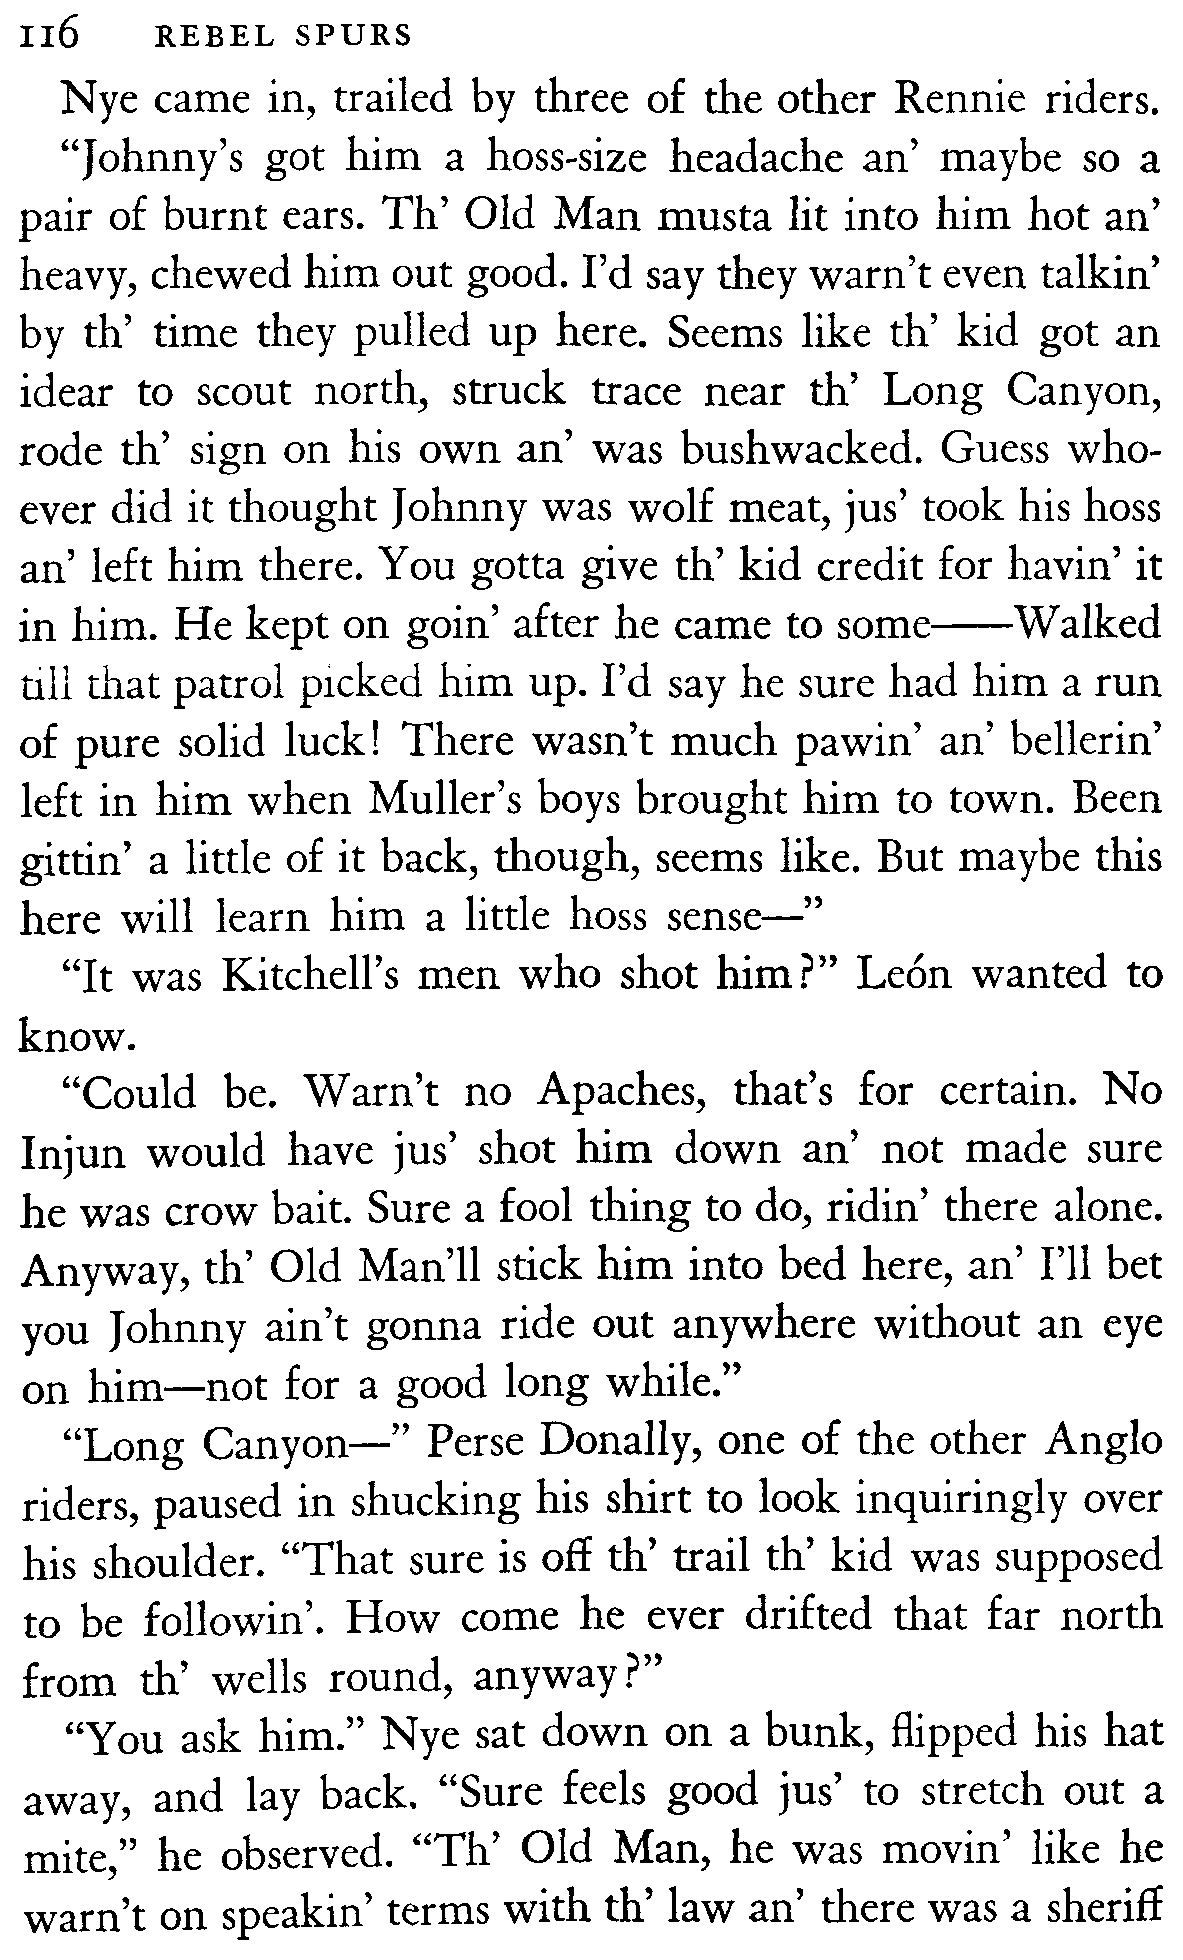 116 REBEL SPURS
Nye came in, trailed by three of the other Rennie riders.
“Johnny’s got him a hoss-size headache an’ maybe so a
pair of burnt ears. Th’ Old Man musta lit into him hot an’
heavy, chewed him out good. I’d say they warn’t even talkin’
by th’ time they pulled up here. Seems like th’ kid got an
idear to scout north, struck trace near th’ Long Canyon,
rode th’ sign on his own an’ was bushwacked. Guess who-
ever did it thought Johnny was wolf meat, jus’ took his hoss
an’ left him there. You gotta give th’ kid credit for havin’ it
in him. He kept on goin’ after he came to some——Walked
till that patrol picked him up. I’d say he sure had him a run
of pure solid luck! There wasn’t much pawin’ an’ bellerin’
left in him when Muller’s boys brought him to town. Been
gittin’ a little of it back, though, seems like. But maybe this
here will learn him a little hoss sense—”
“It was Kitchell’s men who shot him?” León wanted to
know.
“Could be. Warn’t no Apaches, that’s for certain. No
Injun would have jus’ shot him down an’ not made sure
he was crow bait. Sure a fool thing to do, ridin’ there alone.
Anyway, th’ Old Man’ll stick him into bed here, an’ I’ll bet
you Johnny ain’t gonna ride out anywhere without an eye
on him—not for a good long while.”
“Long Canyon—” Perse Donally, one of the other Anglo
riders, paused in shucking his shirt to look inquiringly over
his shoulder. “That sure is off th’ trail th’ kid was supposed
to be followin’. How come he ever drifted that far north
from th’ wells round, anyway?”
“You ask him.” Nye sat down on a bunk, flipped his hat
away, and lay back. “Sure feels good jus’ to stretch out a
mite,” he observed. “Th’ Old Man, he was movin’ like he
warn’t on speakin’ terms with th’ law an’ there was a sheriff